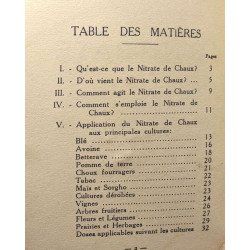 TABLE DES MATIÈRES
Pages
I. - Qu'est-ce que le Nitrate de Chaux? 3
II. - D'où vient le Nitrate de Chaux? ... 5
III. - Comment agit le Nitrate de Chaux? 9
IV. - Comment s'emploie le Nitrate de
Chaux? ........ 11
V. - Application du Nitrate de Chaux
aux principales cultures:
Blé ........ 13
Avoine ........ 15
Betterave ........ 16
Pomme de terre ........ 20
Choux fourragers ........ 21
Tabac ........ 22
Maïs et Sorgho ........ 23
Cultures dérobées ........ 24
Vignes ........ 25
Arbres fruitiers ........ 26
Fleurs et Légumes ........ 27
Prairies et Herbages ........ 29
Doses applicables suivant les cultures 32